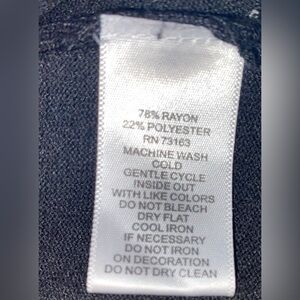 78% RAYON
22% POLYESTER
RN 73163
MACHINE WASH
COLD
GENTLE CYCLE
INSIDE OUT
WITH LIKE COLORS
DO NOT BLEACH
DRY FLAT
COOL IRON
IF NECESSARY
DO NOT IRON
ON DECORATION
DO NOT DRY CLEAN